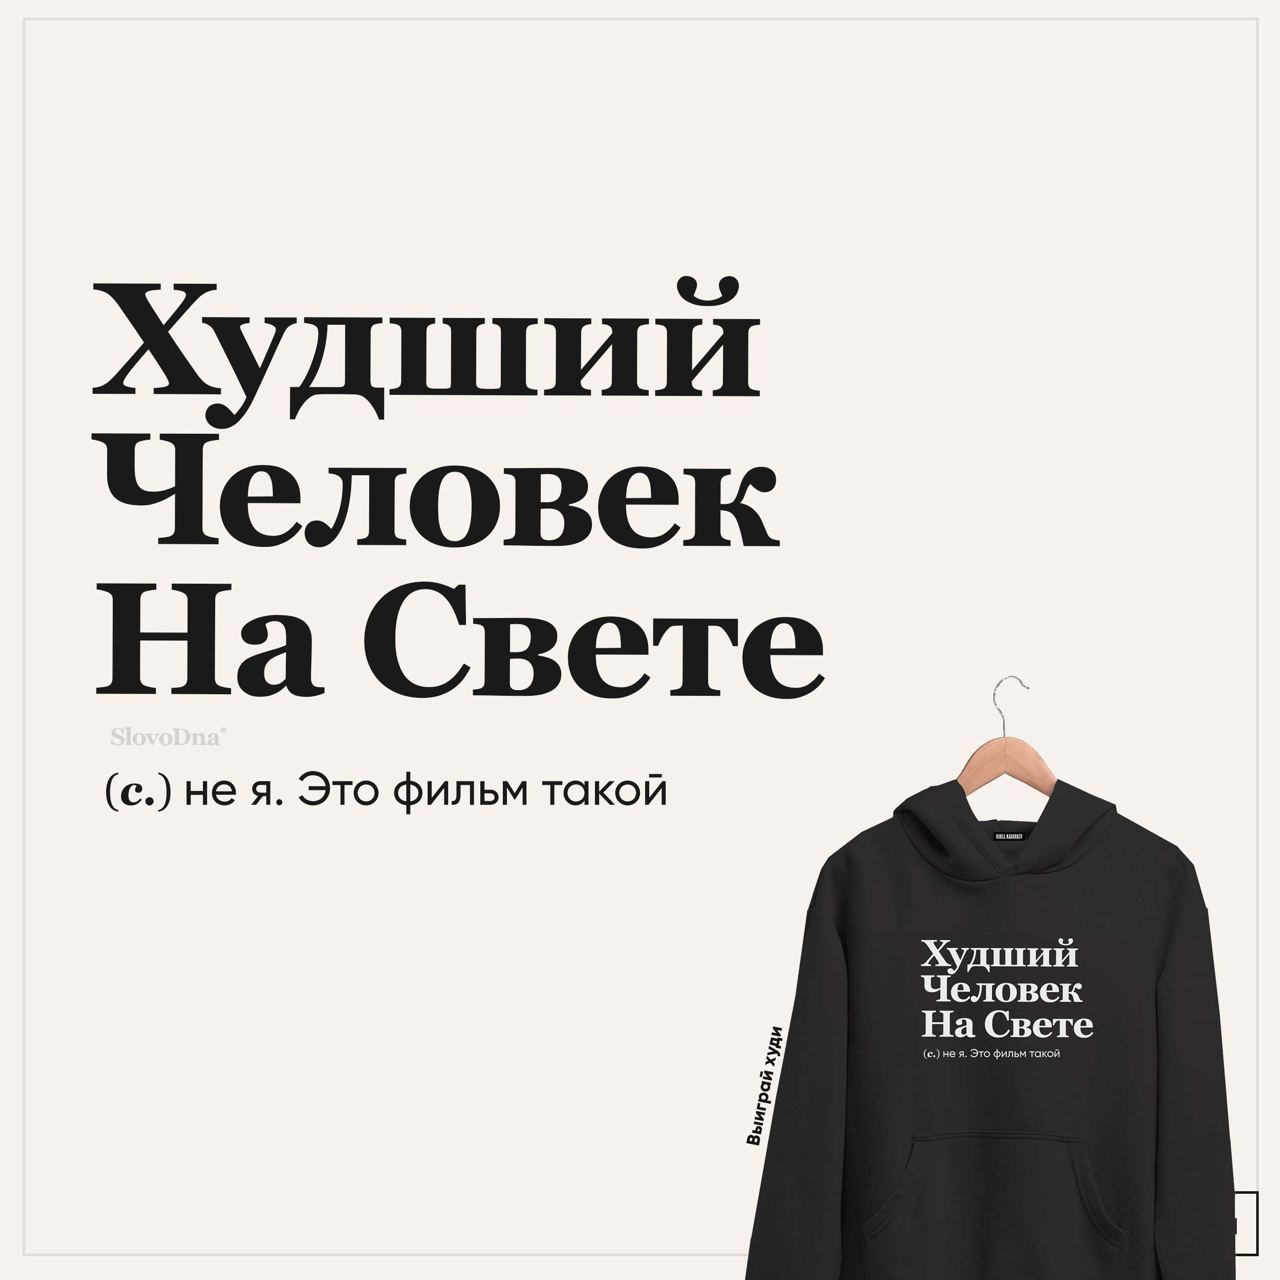 Худший
Человек
На Свете
SlovoDna®
(с.) не я. Это фильм такой
KIRILL KARAVAEV
Худший
Человек
На Свете
(с.) не я. Это фильм такой
Выиграй худи